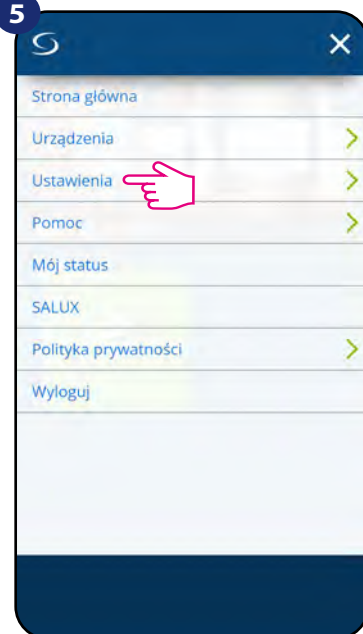 5
Strona główna
Urządzenia
Ustawienia
Pomoc
Mój status
SALUX
Polityka prywatności
Wyloguj